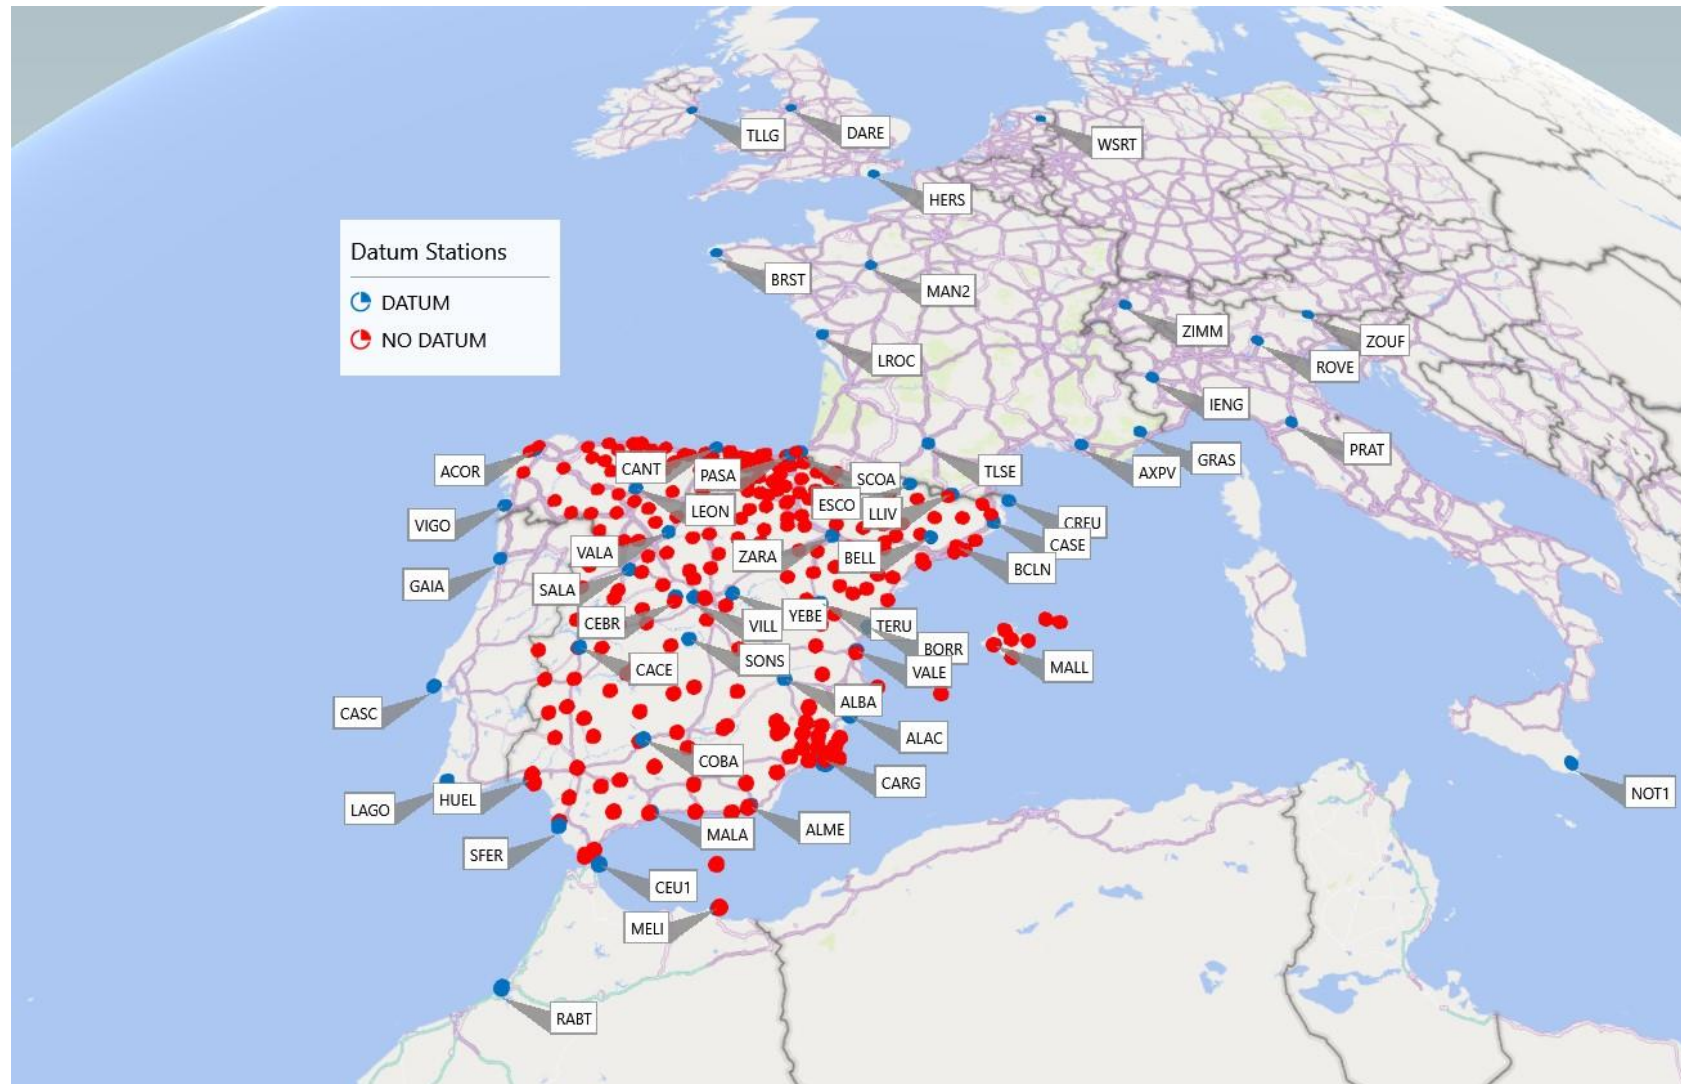 TLLG
DARE
WSRT
HERS
Datum Stations
DATUM
NO DATUM
BRST
MAN2
ZIMM
ZOUF
LROC
ROVE
IENG
PRAT
GRAS
AXPV
TLSE
ACOR
CANT
PASA
SCOA
ESCO
LLIV
LEON
CREU
CASE
VIGO
VALA
ZARA
BELL
BCLN
GAIA
SALA
CEBR
VILL
YEBE
TERU
BORR
VALE
MALL
CACE
SONS
ALBA
CASC
ALAC
COBA
CARG
NOT1
LAGO
HUEL
MALA
ALME
SFER
CEU1
MELI
RABT